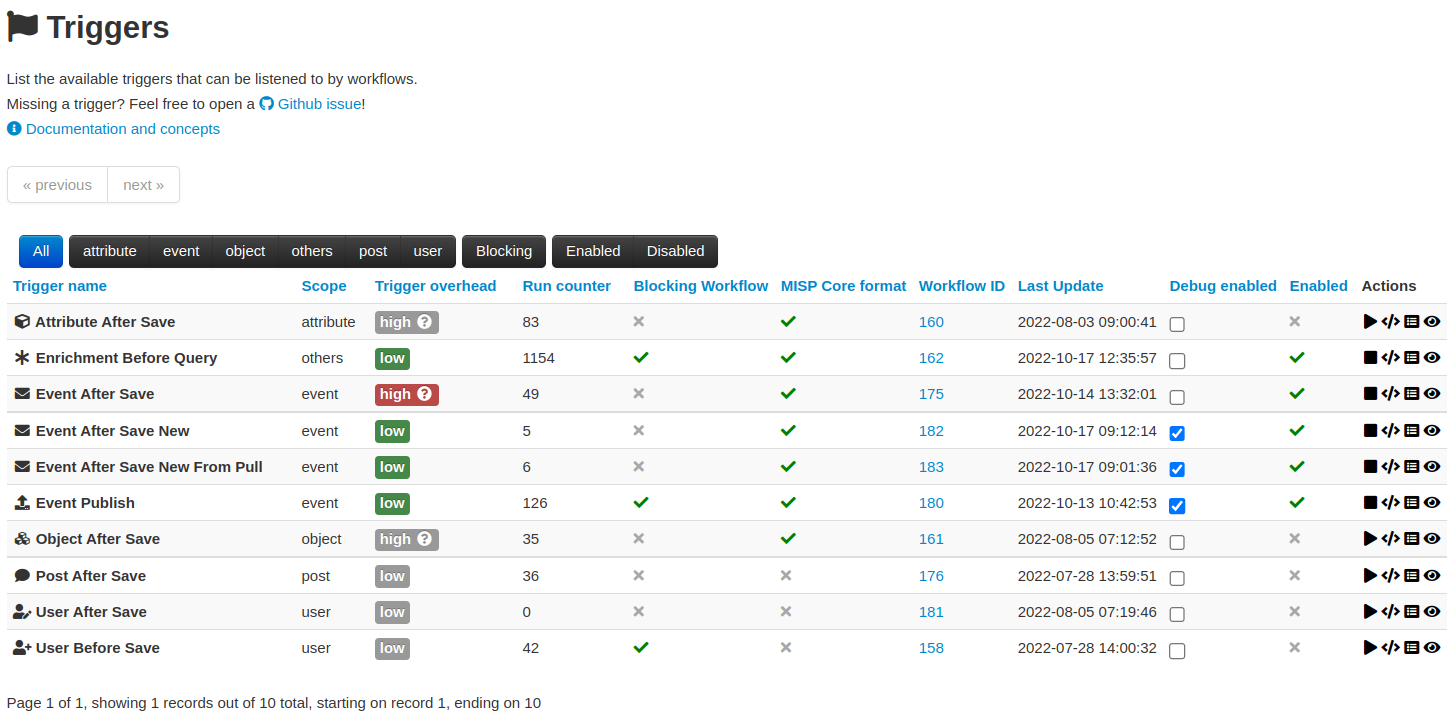 Triggers
List the available triggers that can be listened to by workflows.
Missing a trigger? Feel free to open a Github issue!
Documentation and concepts
« previous next »
All attribute event object others post user Blocking Enabled Disabled
Trigger name Scope Trigger overhead Run counter Blocking Workflow MISP Core format Workflow ID Last Update Debug enabled Enabled Actions
Attribute After Save attribute high 83 160 2022-08-03 09:00:41
Enrichment Before Query others low 1154 162 2022-10-17 12:35:57
Event After Save event high 49 175 2022-10-14 13:32:01
Event After Save New event low 5 182 2022-10-17 09:12:14
Event After Save New From Pull event low 6 183 2022-10-17 09:01:36
Event Publish event low 126 180 2022-10-13 10:42:53
Object After Save object high 35 161 2022-08-05 07:12:52
Post After Save post low 36 176 2022-07-28 13:59:51
User After Save user low 0 181 2022-08-05 07:19:46
User Before Save user low 42 158 2022-07-28 14:00:32
Page 1 of 1, showing 1 records out of 10 total, starting on record 1, ending on 10